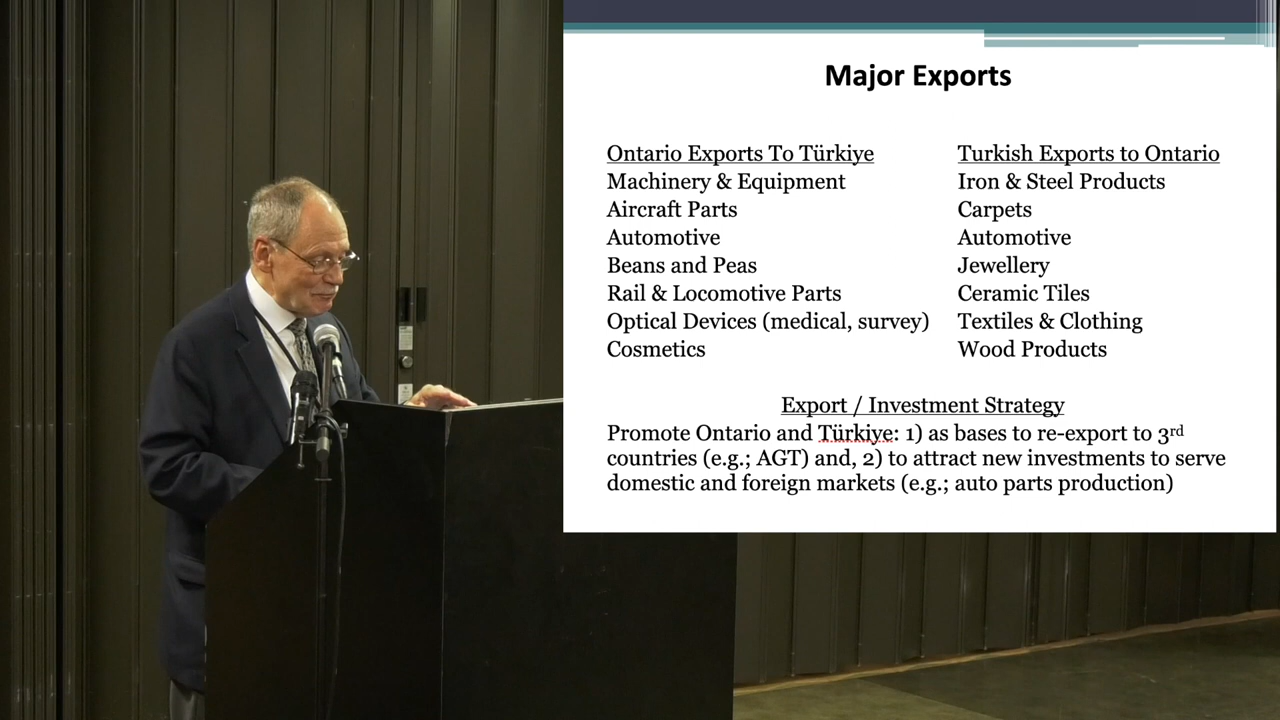 Major Exports
Ontario Exports To Türkiye
Machinery & Equipment
Aircraft Parts
Automotive
Beans and Peas
Rail & Locomotive Parts
Optical Devices (medical, survey)
Cosmetics
Turkish Exports to Ontario
Iron & Steel Products
Carpets
Automotive
Jewellery
Ceramic Tiles
Textiles & Clothing
Wood Products
Export / Investment Strategy
Promote Ontario and Türkiye: 1) as bases to re-export to 3rd
countries (e.g.; AGT) and, 2) to attract new investments to serve
domestic and foreign markets (e.g.; auto parts production)